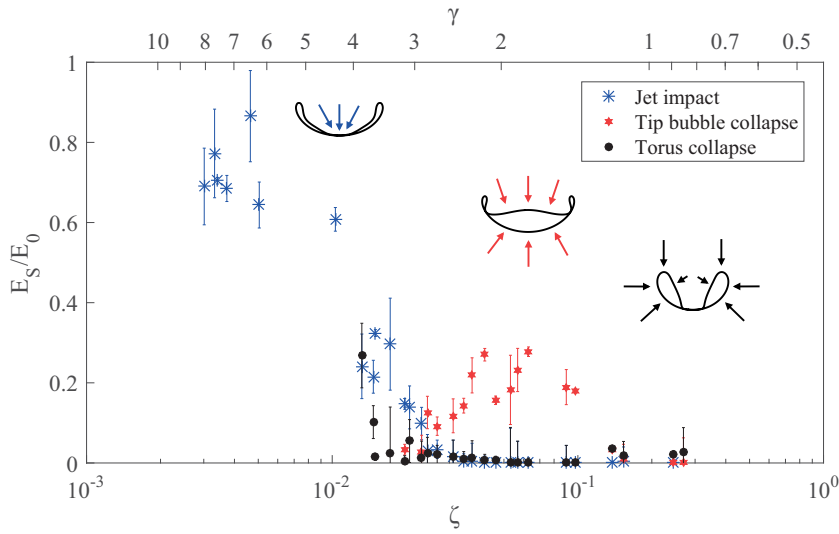 γ
10 8 7 6 5 4 3 2 1 0.7 0.5
1
0.8
0.6
0.4
0.2
0
E_S/E_0
Jet impact
Tip bubble collapse
Torus collapse
10^-3 10^-2 10^-1 10^0
ζ